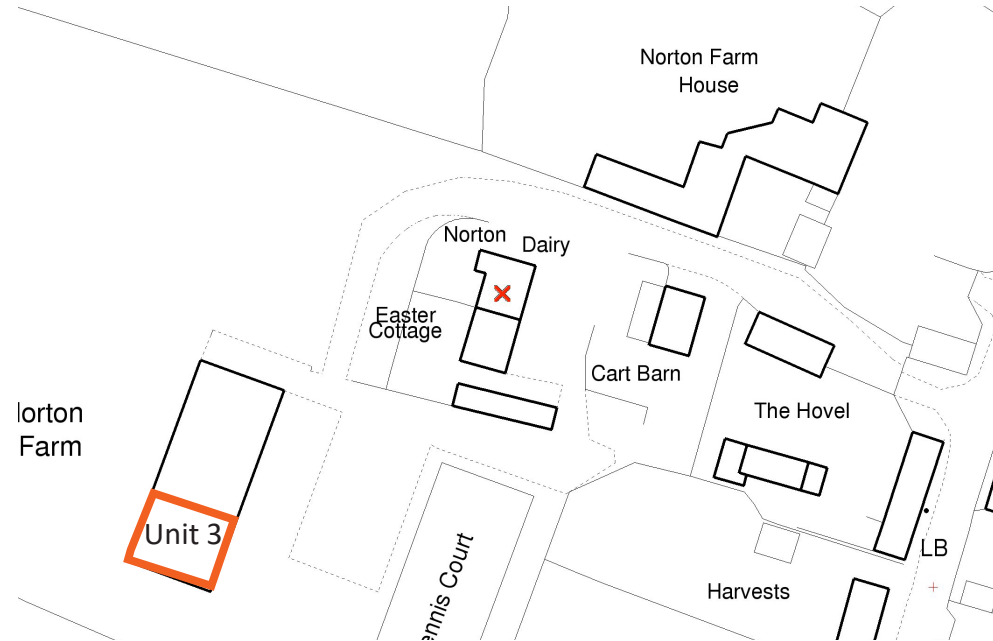 Norton Farm
House
Norton
Dairy
Easter
Cottage
Cart Barn
The Hovel
lorton
Farm
Unit 3
ennis Court
LB
Harvests